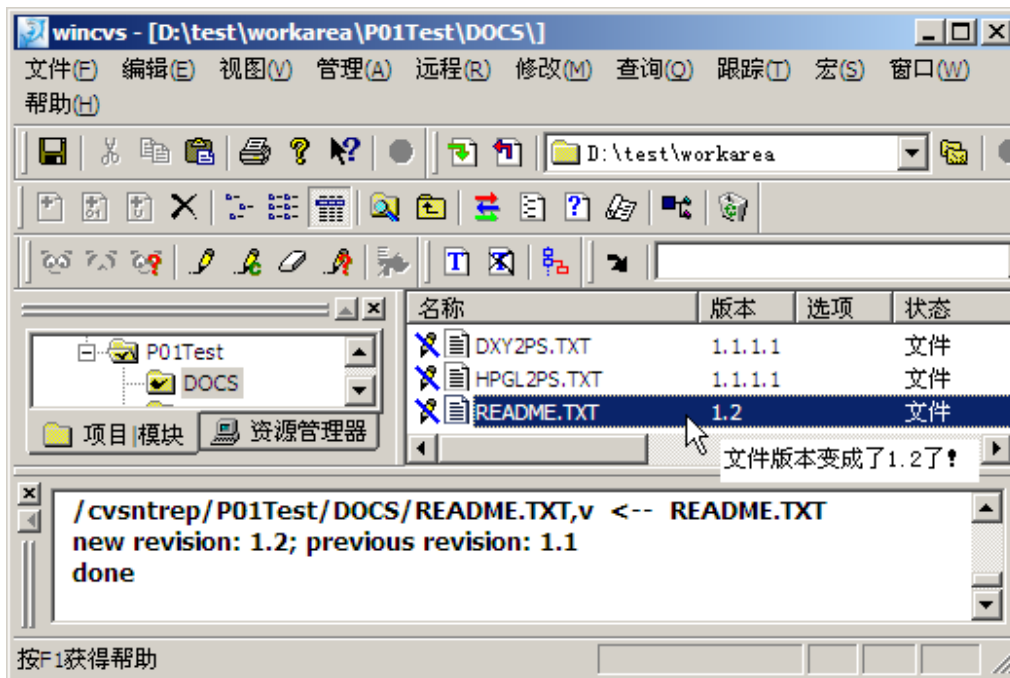 wincvs - [D:\test\workarea\P01Test\DOCS\]
文件(F) 编辑(E) 视图(V) 管理(A) 远程(R) 修改(M) 查询(Q) 跟踪(T) 宏(S) 窗口(W)
帮助(H)
D:\test\workarea
名称 版本 选项 状态
P01Test
DOCS
DXY2PS.TXT 1.1.1.1 文件
HPGL2PS.TXT 1.1.1.1 文件
README.TXT 1.2 文件
项目|模块 资源管理器
文件版本变成了1.2了!
/cvsntrep/P01Test/DOCS/README.TXT,v <-- README.TXT
new revision: 1.2; previous revision: 1.1
done
按F1获得帮助